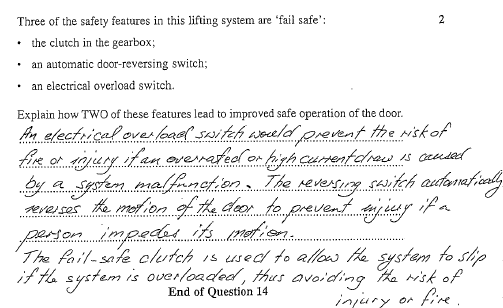 Three of the safety features in this lifting system are ‘fail safe’: 2
• the clutch in the gearbox;
• an automatic door-reversing switch;
• an electrical overload switch.
Explain how TWO of these features lead to improved safe operation of the door.
An electrical overload switch would prevent the risk of
fire or injury if an overrated or high current draw is caused
by a system malfunction. The reversing switch automatically
reverses the motion of the door to prevent injury if a
person impedes its motion.
The fail-safe clutch is used to allow the system to slip
if the system is overloaded, thus avoiding the risk of
End of Question 14 injury or fire.